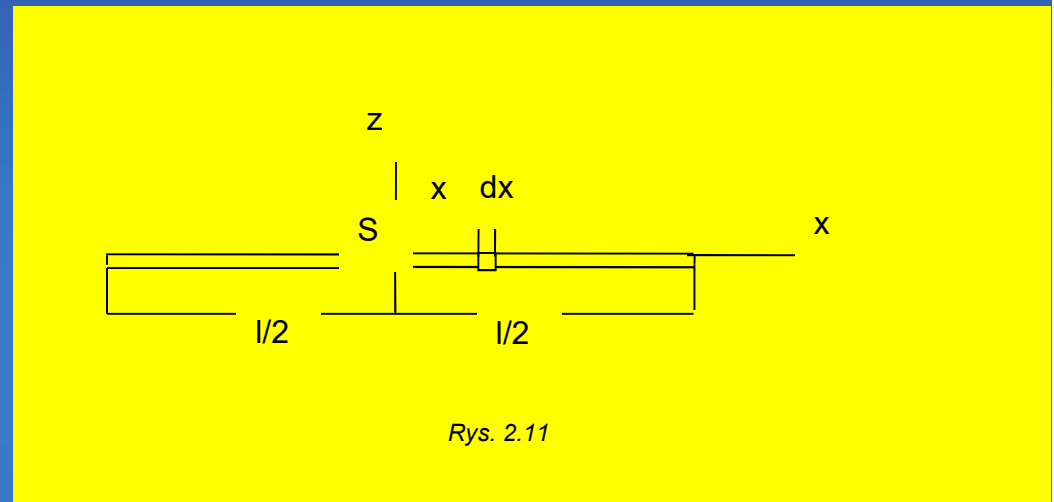 z
x dx
S
x
l/2 l/2
Rys. 2.11